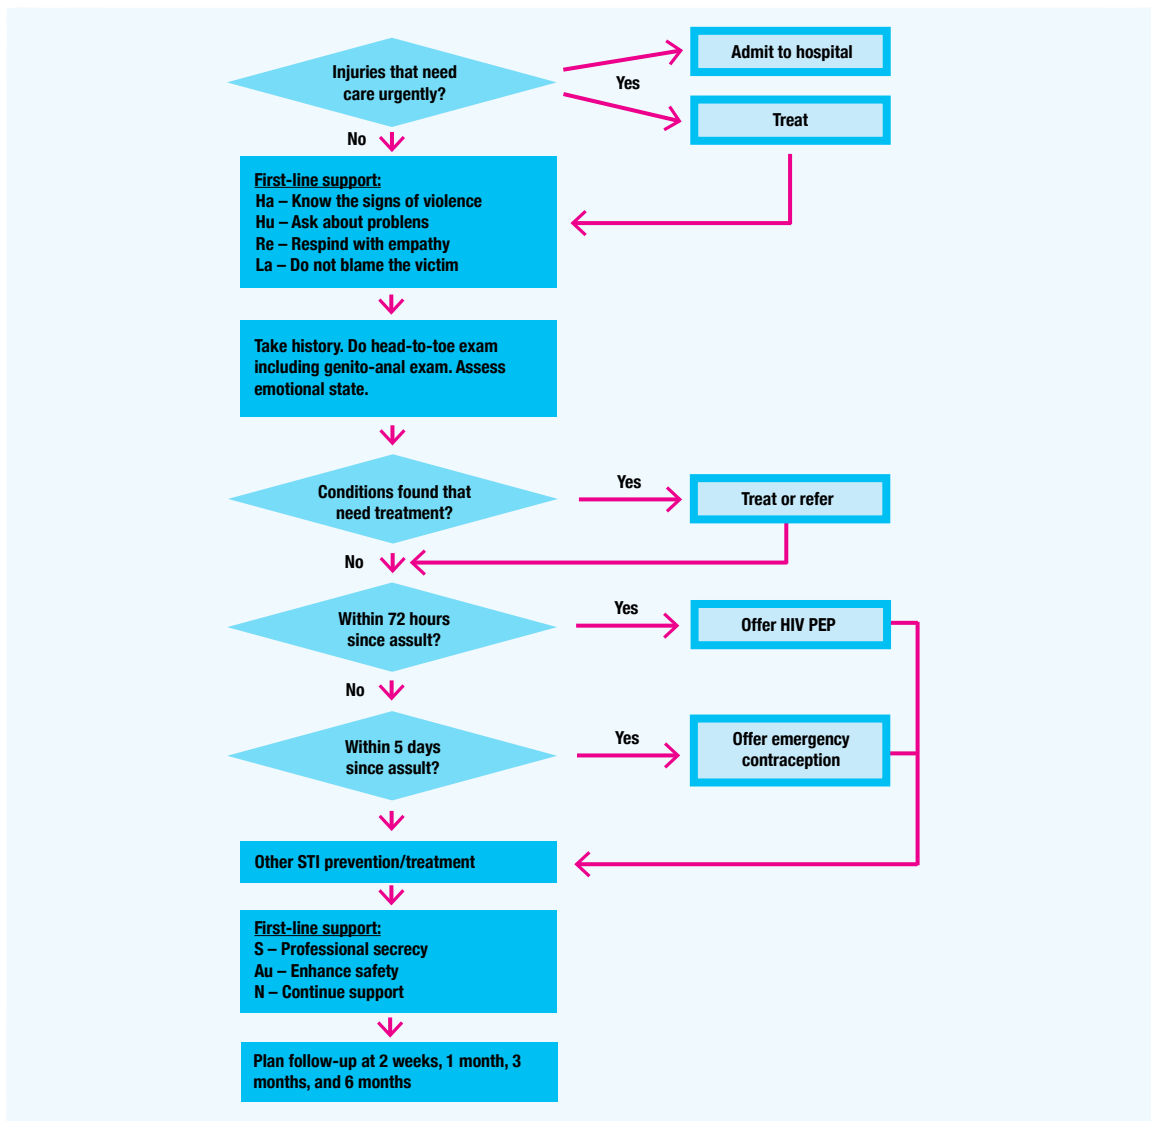 Injuries that need
care urgently?
Yes
Admit to hospital
Treat
No
First-line support:
Ha – Know the signs of violence
Hu – Ask about problens
Re – Respind with empathy
La – Do not blame the victim
Take history. Do head-to-toe exam
including genito-anal exam. Assess
emotional state.
Conditions found that
need treatment?
Yes
Treat or refer
No
Within 72 hours
since assult?
Yes
Offer HIV PEP
No
Within 5 days
since assult?
Yes
Offer emergency
contraception
Other STI prevention/treatment
First-line support:
S – Professional secrecy
Au – Enhance safety
N – Continue support
Plan follow-up at 2 weeks, 1 month, 3
months, and 6 months